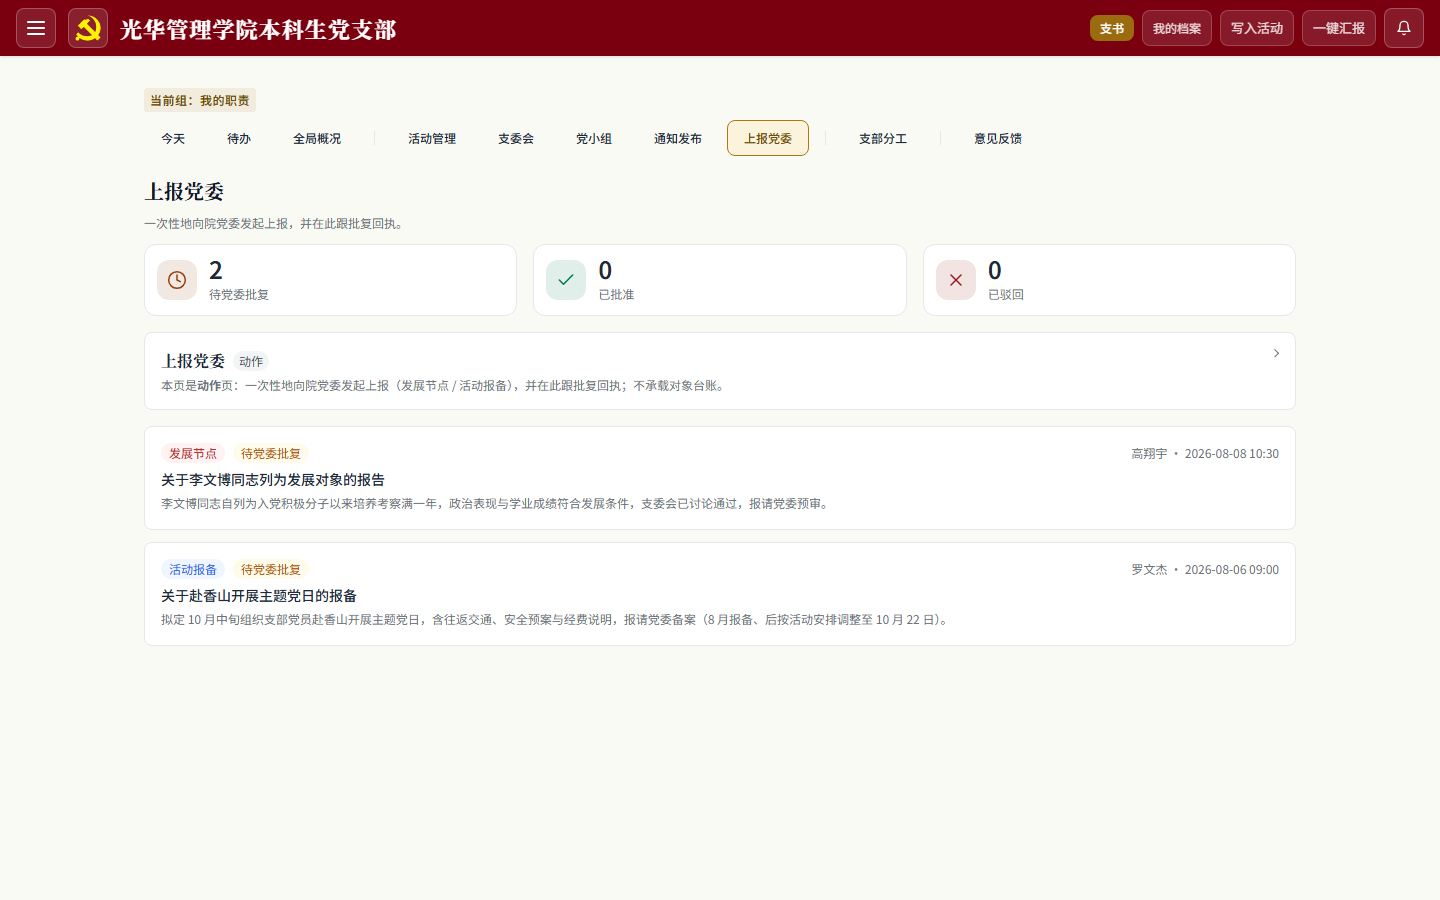 光华管理学院本科生党支部
支书 我的档案 写入活动 一键汇报
当前组：我的职责
今天 待办 全局概况 活动管理 支委会 党小组 通知发布 上报党委 支部分工 意见反馈
上报党委
一次性地向院党委发起上报，并在此跟批复回执。
2
待党委批复
0
已批准
0
已驳回
上报党委 动作
本页是动作页：一次性地向院党委发起上报（发展节点 / 活动报备），并在此跟批复回执；不承载对象台账。
发展节点 待党委批复 高翔宇 · 2026-08-08 10:30
关于李文博同志列为发展对象的报告
李文博同志自列为入党积极分子以来培养考察满一年，政治表现与学业成绩符合发展条件，支委会已讨论通过，报请党委预审。
活动报备 待党委批复 罗文杰 · 2026-08-06 09:00
关于赴香山开展主题党日的报备
拟定 10 月中旬组织支部党员赴香山开展主题党日，含往返交通、安全预案与经费说明，报请党委备案（8 月报备、后按活动安排调整至 10 月 22 日）。